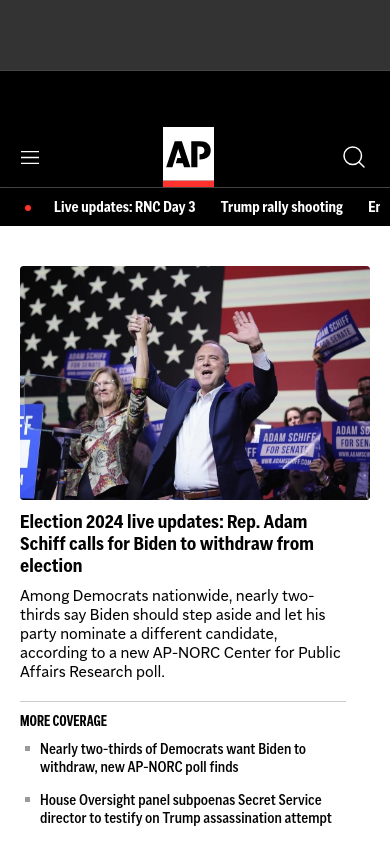 AP
Live updates: RNC Day 3 Trump rally shooting Er
ADAM SCHIFF
ADAM SCHIFF
FOR SENATE
ADAM SCHIFF
FOR SENATE
ADAM SCHIFF
FOR SENATE
Election 2024 live updates: Rep. Adam
Schiff calls for Biden to withdraw from
election
Among Democrats nationwide, nearly two-
thirds say Biden should step aside and let his
party nominate a different candidate,
according to a new AP-NORC Center for Public
Affairs Research poll.
MORE COVERAGE
Nearly two-thirds of Democrats want Biden to
withdraw, new AP-NORC poll finds
House Oversight panel subpoenas Secret Service
director to testify on Trump assassination attempt